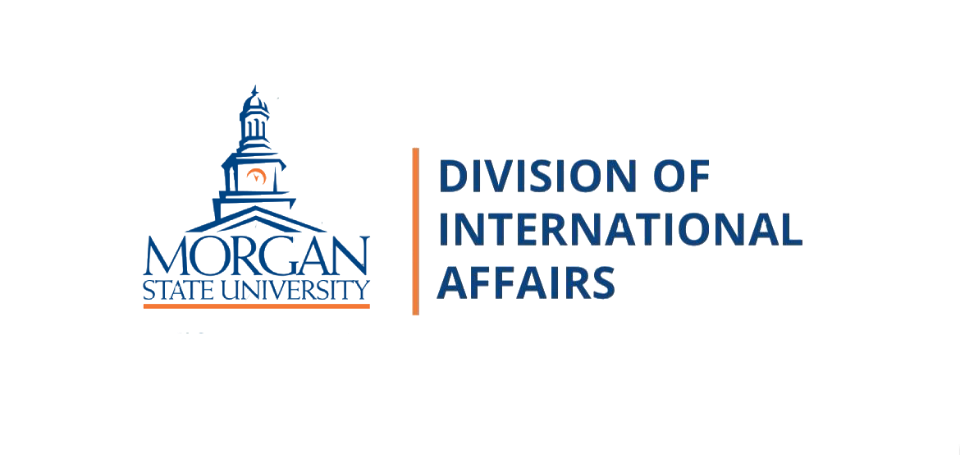 MORGAN
STATE UNIVERSITY
DIVISION OF
INTERNATIONAL
AFFAIRS